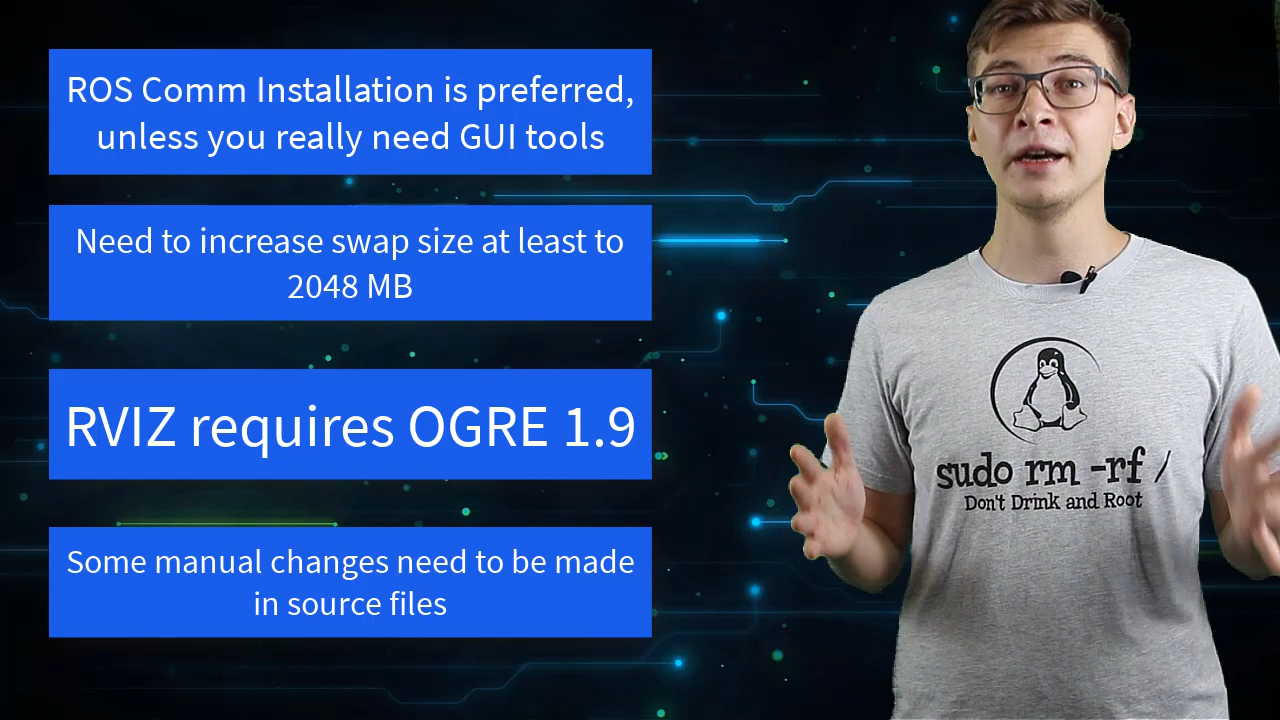 ROS Comm Installation is preferred,
unless you really need GUI tools
Need to increase swap size at least to
2048 MB
RVIZ requires OGRE 1.9
Some manual changes need to be made
in source files
sudo rm -rf /
Don't Drink and Root